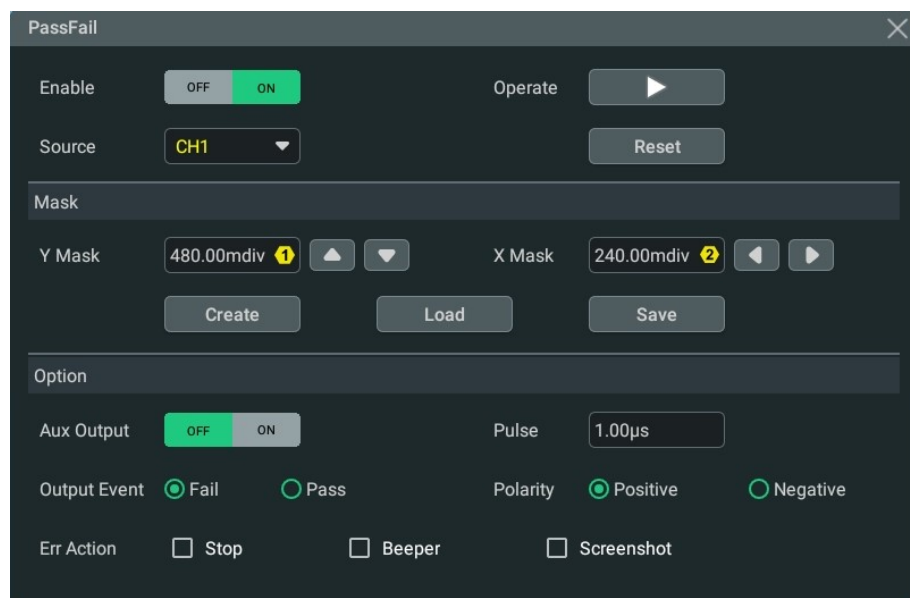 PassFail
Enable OFF ON Operate
Source CH1 Reset
Mask
Y Mask 480.00mdiv 1 X Mask 240.00mdiv 2
Create Load Save
Option
Aux Output OFF ON Pulse 1.00µs
Output Event Fail Pass Polarity Positive Negative
Err Action Stop Beeper Screenshot